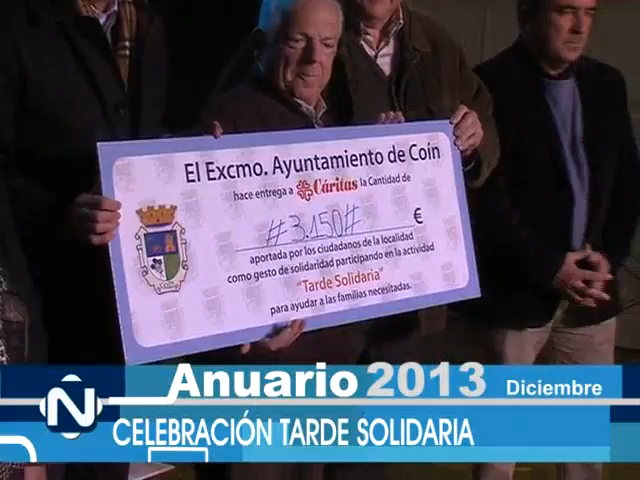 El Excmo. Ayuntamiento de Coín
hace entrega a Cáritas la Cantidad de
#3.150# €
aportada por los ciudadanos de la localidad
como gesto de solidaridad participando en la actividad
"Tarde Solidaria"
para ayudar a las familias necesitadas.
Anuario 2013 Diciembre
N
CELEBRACIÓN TARDE SOLIDARIA